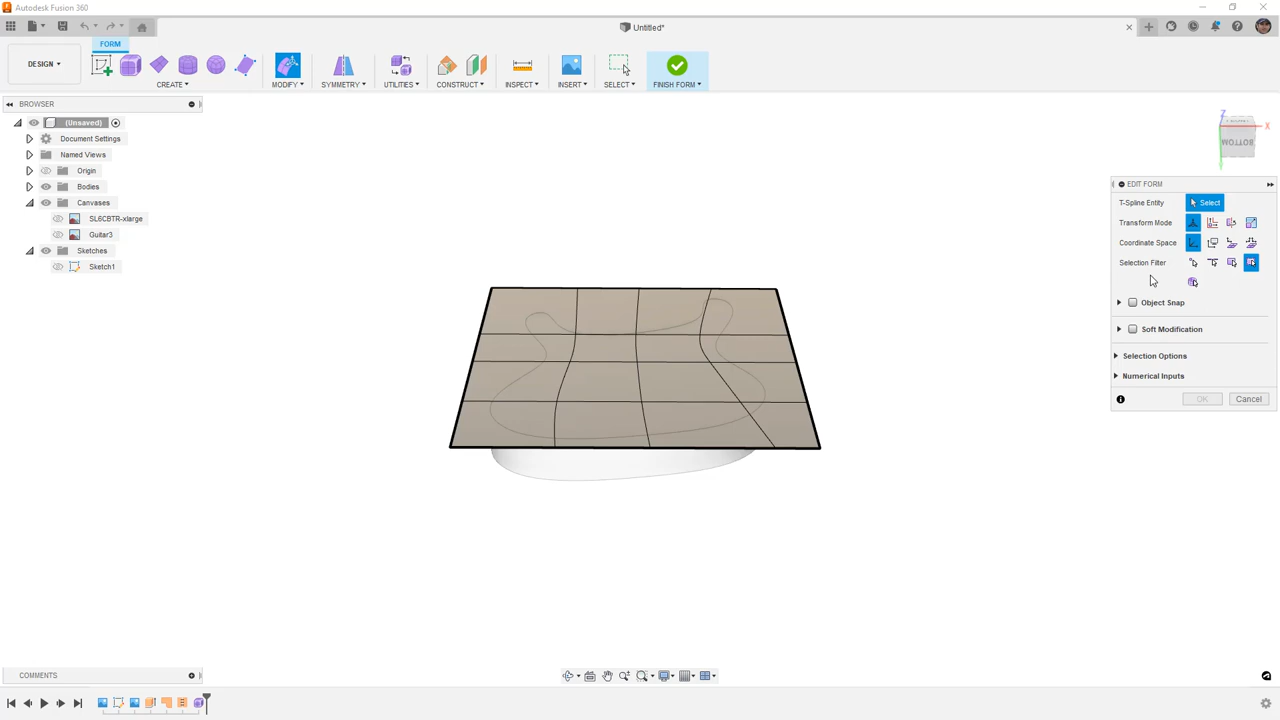 Autodesk Fusion 360
Untitled*
DESIGN
FORM
CREATE
MODIFY
SYMMETRY
UTILITIES
CONSTRUCT
INSPECT
INSERT
SELECT
FINISH FORM
BROWSER
(Unsaved)
Document Settings
Named Views
Origin
Bodies
Canvases
SL6CBTR-xlarge
Guitar3
Sketches
Sketch1
Z
X
BOTTOM
EDIT FORM
T-Spline Entity
Select
Transform Mode
Coordinate Space
Selection Filter
Object Snap
Soft Modification
Selection Options
Numerical Inputs
OK
Cancel
COMMENTS